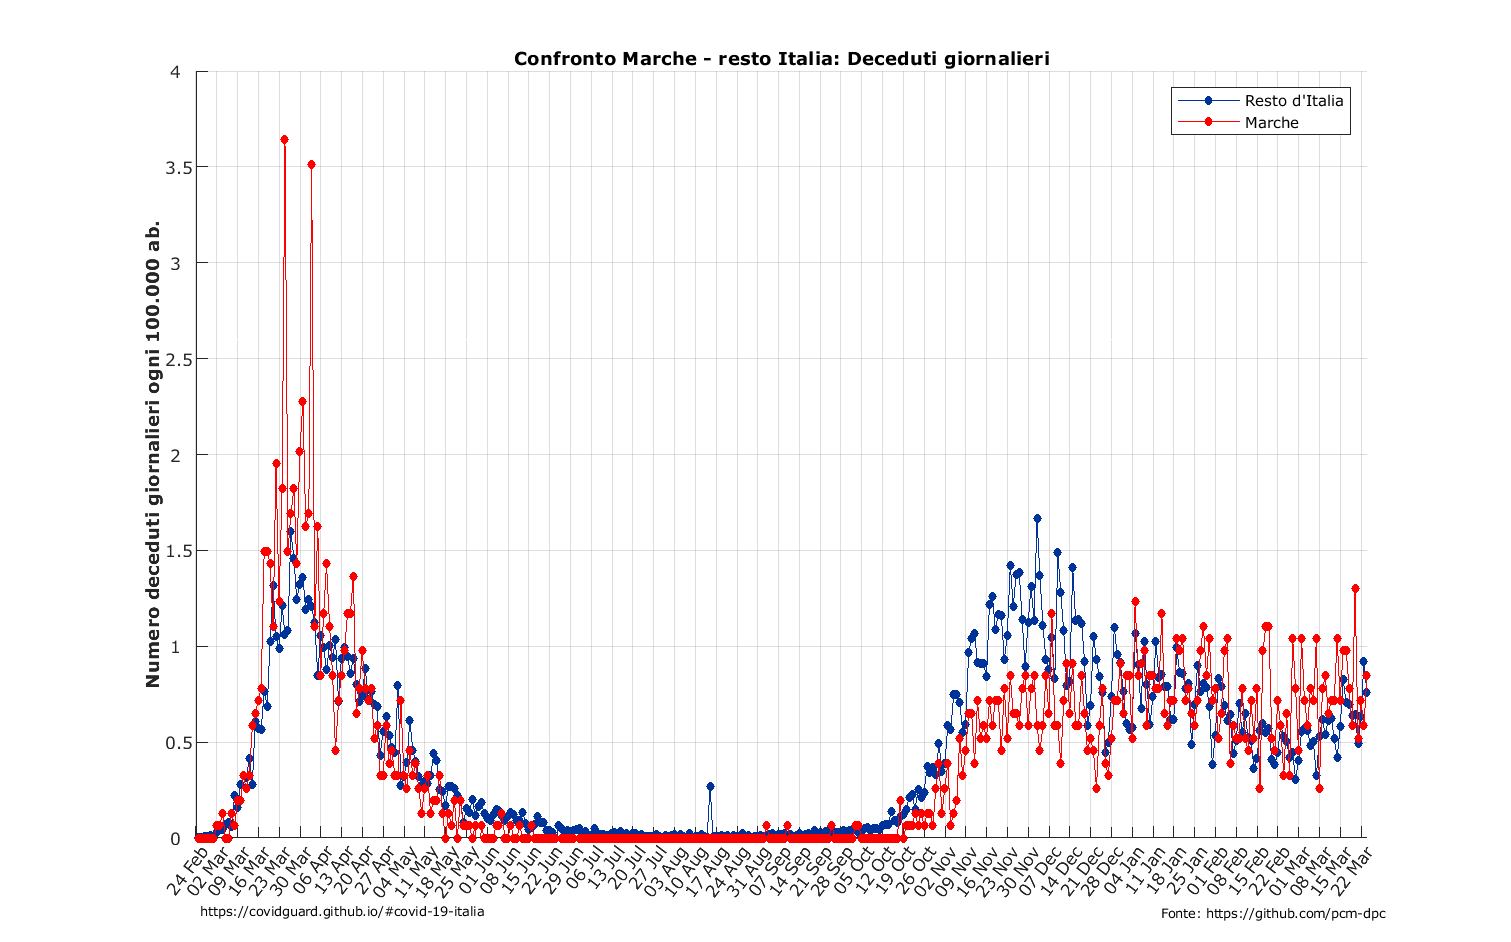 Confronto Marche - resto Italia: Deceduti giornalieri
Resto d'Italia
Marche
Numero deceduti giornalieri ogni 100.000 ab.
4
3.5
3
2.5
2
1.5
1
0.5
0
24 Feb
02 Mar
09 Mar
16 Mar
23 Mar
30 Mar
06 Apr
13 Apr
20 Apr
27 Apr
04 May
11 May
18 May
25 May
01 Jun
08 Jun
15 Jun
22 Jun
29 Jun
06 Jul
13 Jul
20 Jul
27 Jul
03 Aug
10 Aug
17 Aug
24 Aug
31 Aug
07 Sep
14 Sep
21 Sep
28 Sep
05 Oct
12 Oct
19 Oct
26 Oct
02 Nov
09 Nov
16 Nov
23 Nov
30 Nov
07 Dec
14 Dec
21 Dec
28 Dec
04 Jan
11 Jan
18 Jan
25 Jan
01 Feb
08 Feb
15 Feb
22 Feb
01 Mar
08 Mar
15 Mar
22 Mar
https://covidguard.github.io/#covid-19-italia
Fonte: https://github.com/pcm-dpc